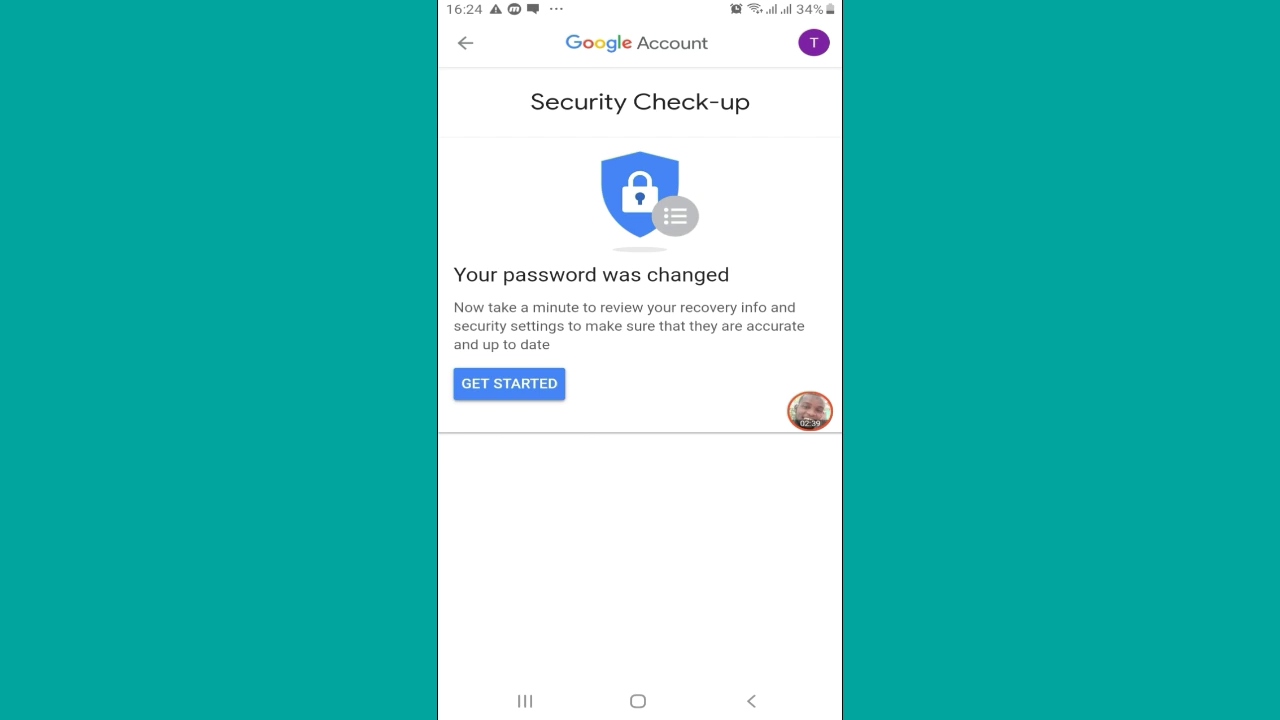 16:24 34%
Google Account T
Security Check-up
Your password was changed
Now take a minute to review your recovery info and
security settings to make sure that they are accurate
and up to date
GET STARTED
02:39